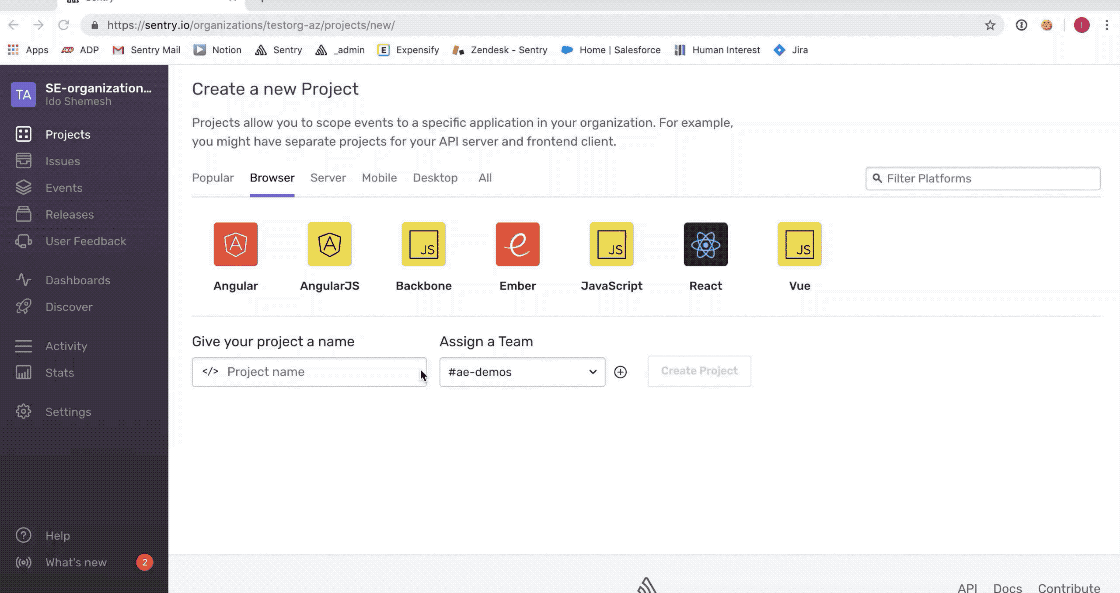 https://sentry.io/organizations/testorg-az/projects/new/
Apps ADP Sentry Mail Notion Sentry _admin E Expensify Zendesk - Sentry Home | Salesforce Human Interest Jira
TA SE-organization...
Ido Shemesh
Projects
Issues
Events
Releases
User Feedback
Dashboards
Discover
Activity
Stats
Settings
Help
What's new 2
Create a new Project
Projects allow you to scope events to a specific application in your organization. For example,
you might have separate projects for your API server and frontend client.
Popular Browser Server Mobile Desktop All Filter Platforms
JS JS JS
Angular AngularJS Backbone Ember JavaScript React Vue
Give your project a name Assign a Team
</> Project name #ae-demos Create Project
API Docs Contribute